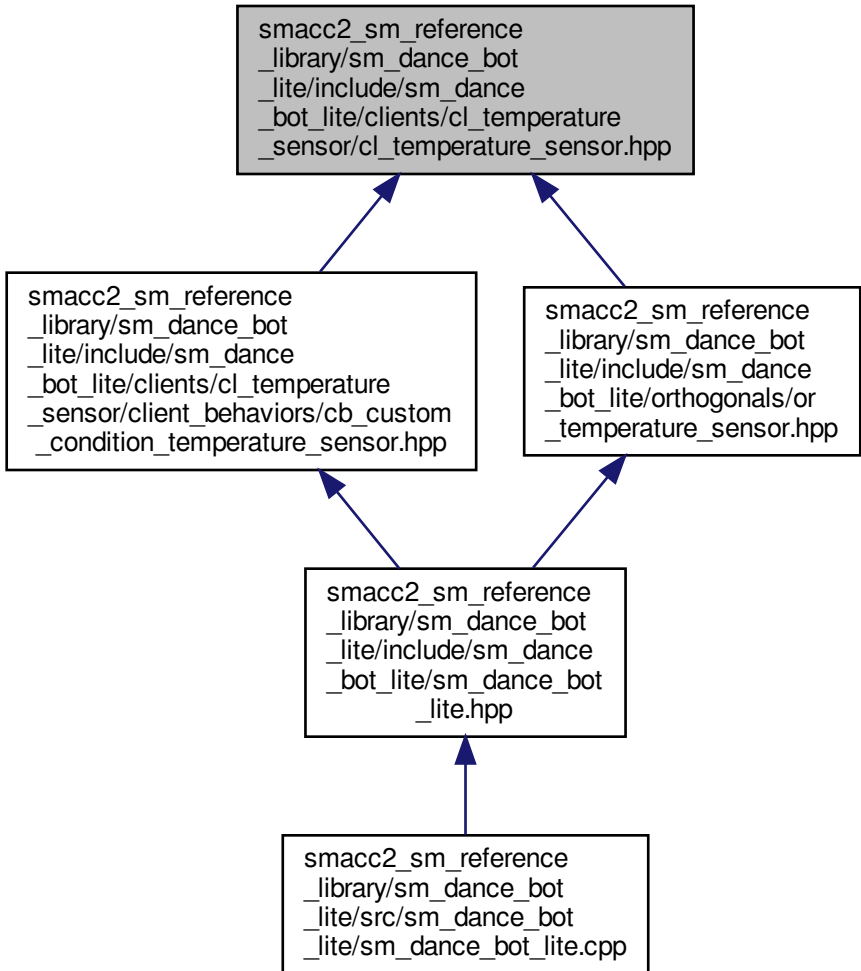 smacc2_sm_reference
_library/sm_dance_bot
_lite/include/sm_dance
_bot_lite/clients/cl_temperature
_sensor/cl_temperature_sensor.hpp
smacc2_sm_reference
_library/sm_dance_bot
_lite/include/sm_dance
_bot_lite/clients/cl_temperature
_sensor/client_behaviors/cb_custom
_condition_temperature_sensor.hpp
smacc2_sm_reference
_library/sm_dance_bot
_lite/include/sm_dance
_bot_lite/orthogonals/or
_temperature_sensor.hpp
smacc2_sm_reference
_library/sm_dance_bot
_lite/include/sm_dance
_bot_lite/sm_dance_bot
_lite.hpp
smacc2_sm_reference
_library/sm_dance_bot
_lite/src/sm_dance_bot
_lite/sm_dance_bot_lite.cpp